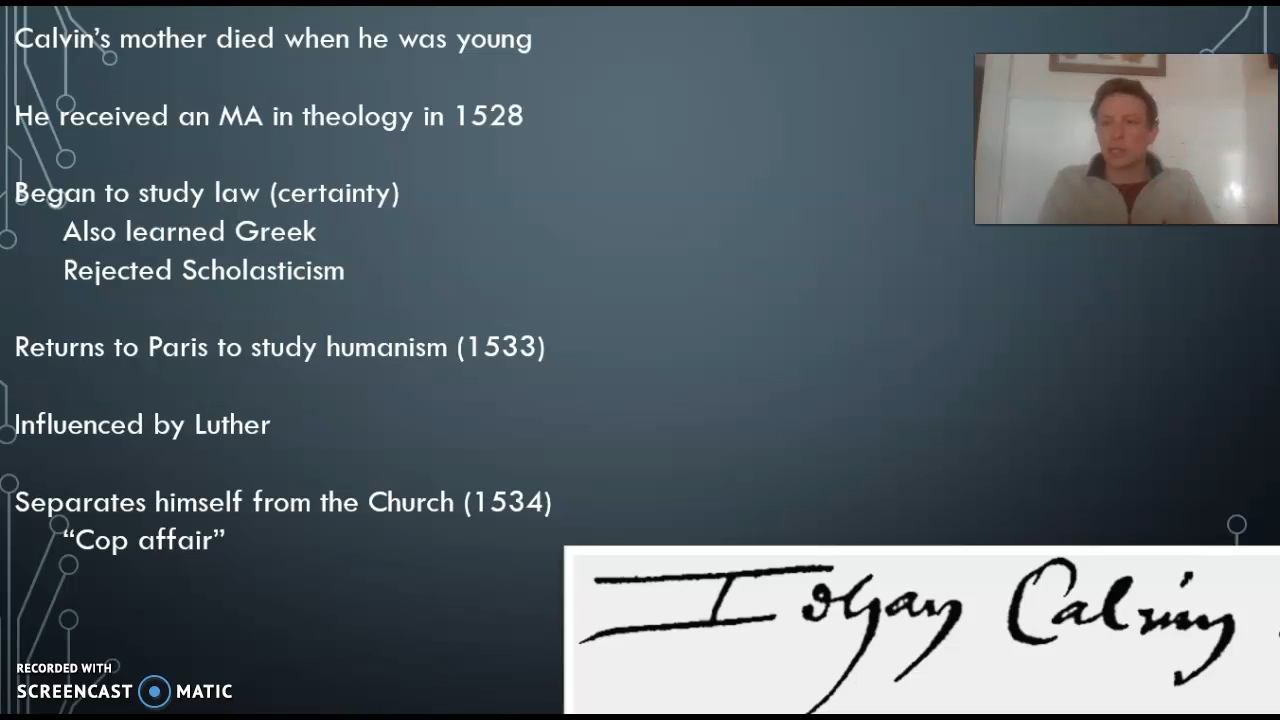 Calvin’s mother died when he was young
He received an MA in theology in 1528
Began to study law (certainty)
Also learned Greek
Rejected Scholasticism
Returns to Paris to study humanism (1533)
Influenced by Luther
Separates himself from the Church (1534)
“Cop affair”
RECORDED WITH
SCREENCAST MATIC